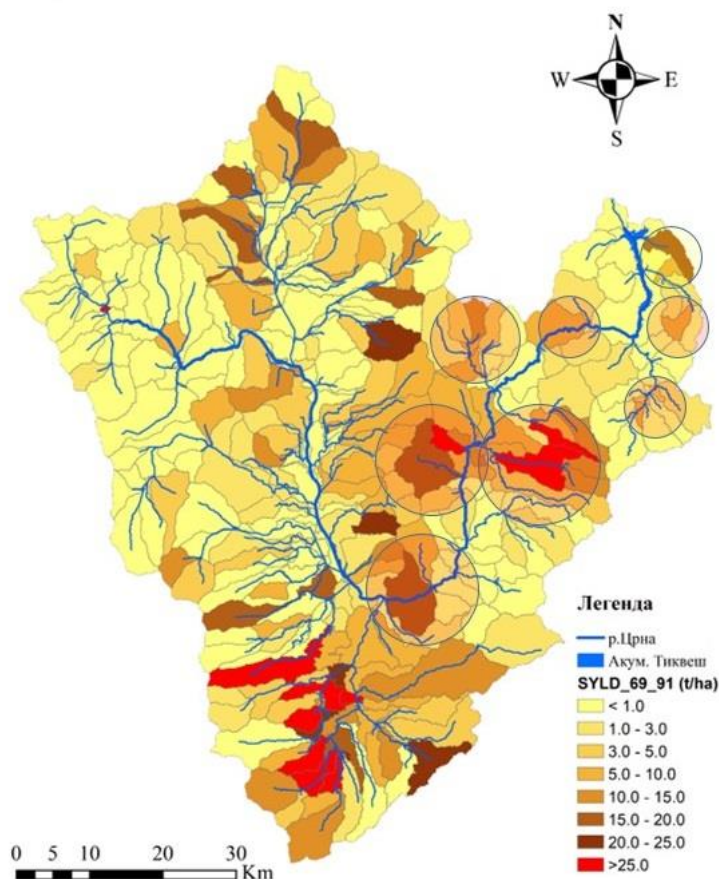 N
W E
S
Легенда
р.Црна
Акум. Тиквеш
SYLD_69_91 (t/ha)
< 1.0
1.0 - 3.0
3.0 - 5.0
5.0 - 10.0
10.0 - 15.0
15.0 - 20.0
20.0 - 25.0
>25.0
0 5 10 20 30
Km